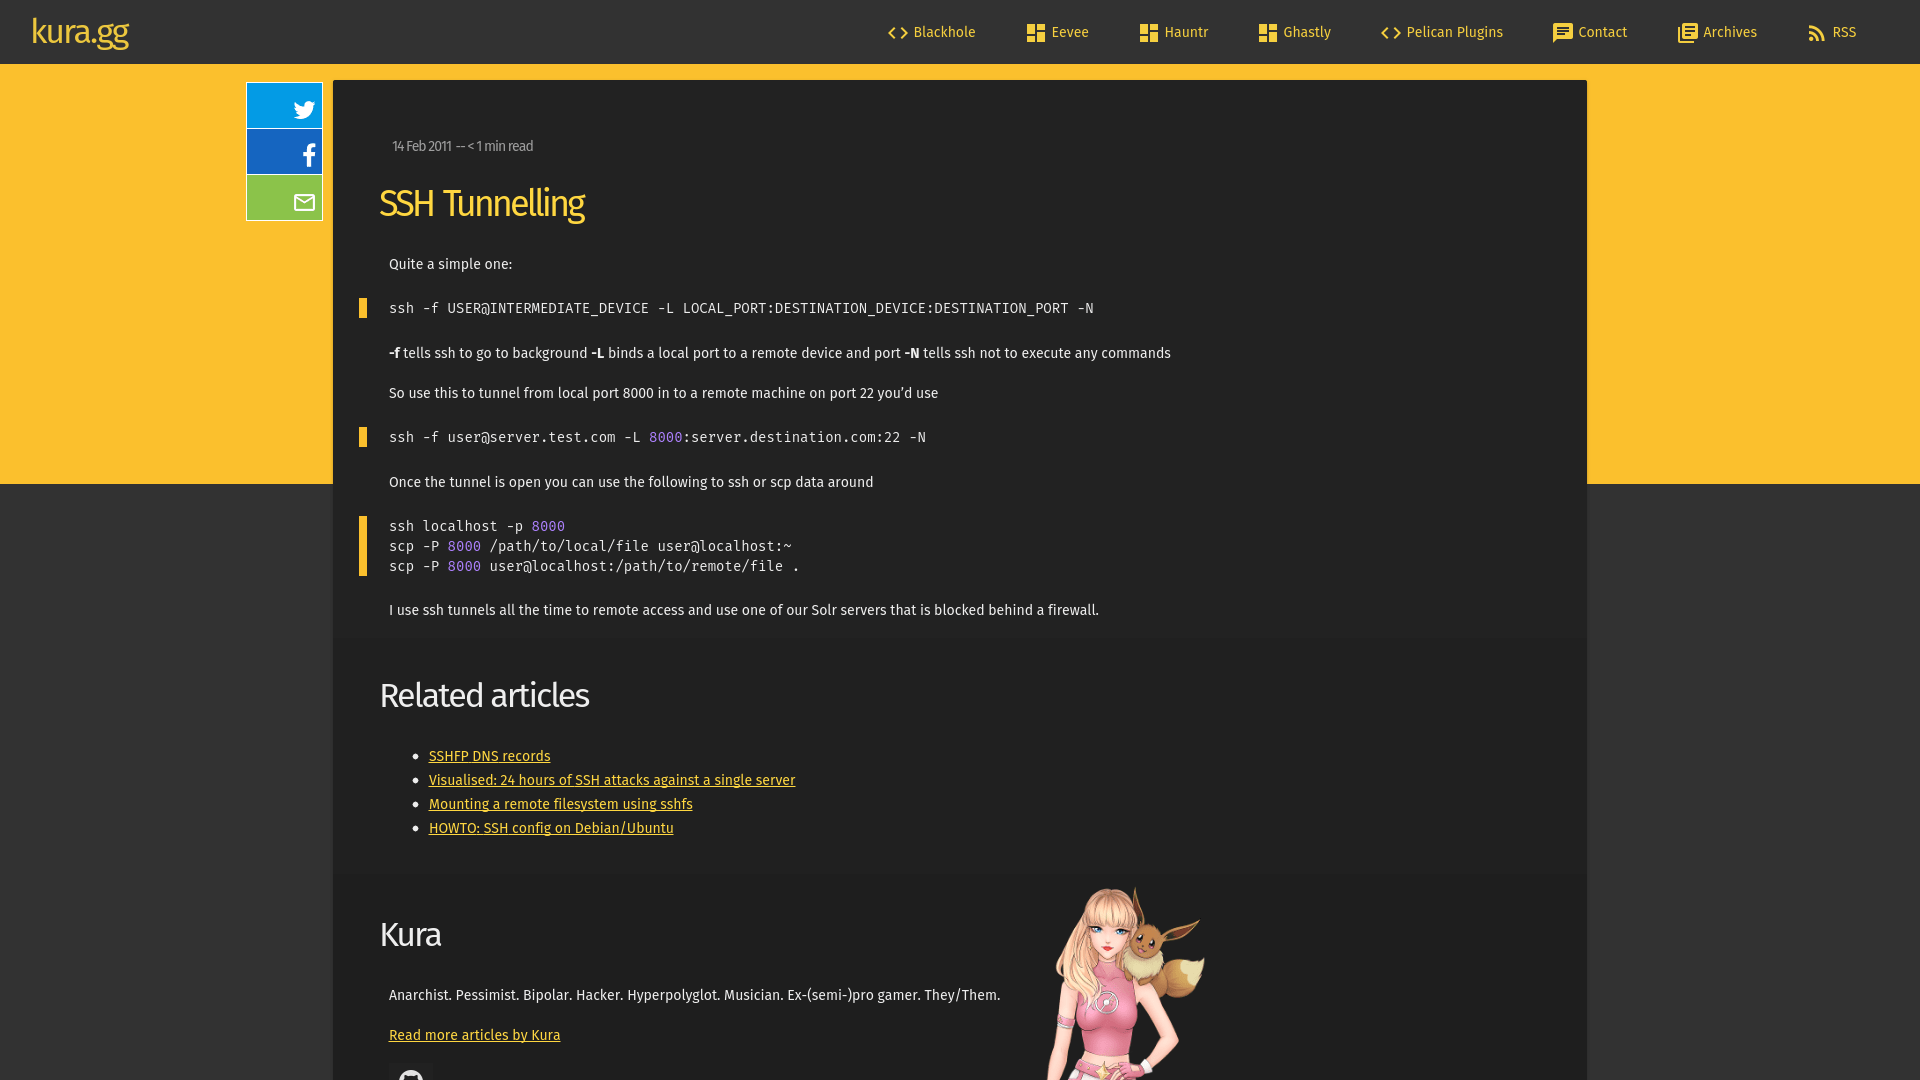 kura.gg
Blackhole
Eevee
Hauntr
Ghastly
Pelican Plugins
Contact
Archives
RSS
14 Feb 2011 -- < 1 min read
SSH Tunnelling
Quite a simple one:
ssh -f USER@INTERMEDIATE_DEVICE -L LOCAL_PORT:DESTINATION_DEVICE:DESTINATION_PORT -N
-f tells ssh to go to background -L binds a local port to a remote device and port -N tells ssh not to execute any commands
So use this to tunnel from local port 8000 in to a remote machine on port 22 you’d use
ssh -f user@server.test.com -L 8000:server.destination.com:22 -N
Once the tunnel is open you can use the following to ssh or scp data around
ssh localhost -p 8000
scp -P 8000 /path/to/local/file user@localhost:~
scp -P 8000 user@localhost:/path/to/remote/file .
I use ssh tunnels all the time to remote access and use one of our Solr servers that is blocked behind a firewall.
Related articles
SSHFP DNS records
Visualised: 24 hours of SSH attacks against a single server
Mounting a remote filesystem using sshfs
HOWTO: SSH config on Debian/Ubuntu
Kura
Anarchist. Pessimist. Bipolar. Hacker. Hyperpolyglot. Musician. Ex-(semi-)pro gamer. They/Them.
Read more articles by Kura